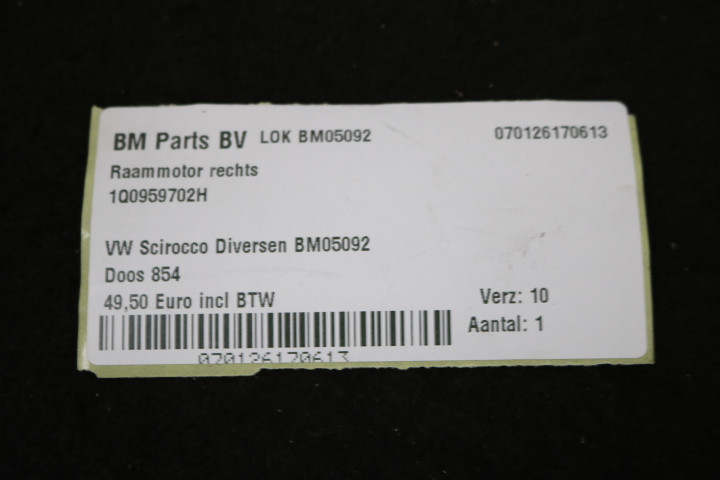 BM Parts BV LOK BM05092 070126170613
Raammotor rechts
1Q0959702H
VW Scirocco Diversen BM05092
Doos 854
49,50 Euro incl BTW Verz: 10
Aantal: 1
070126170613